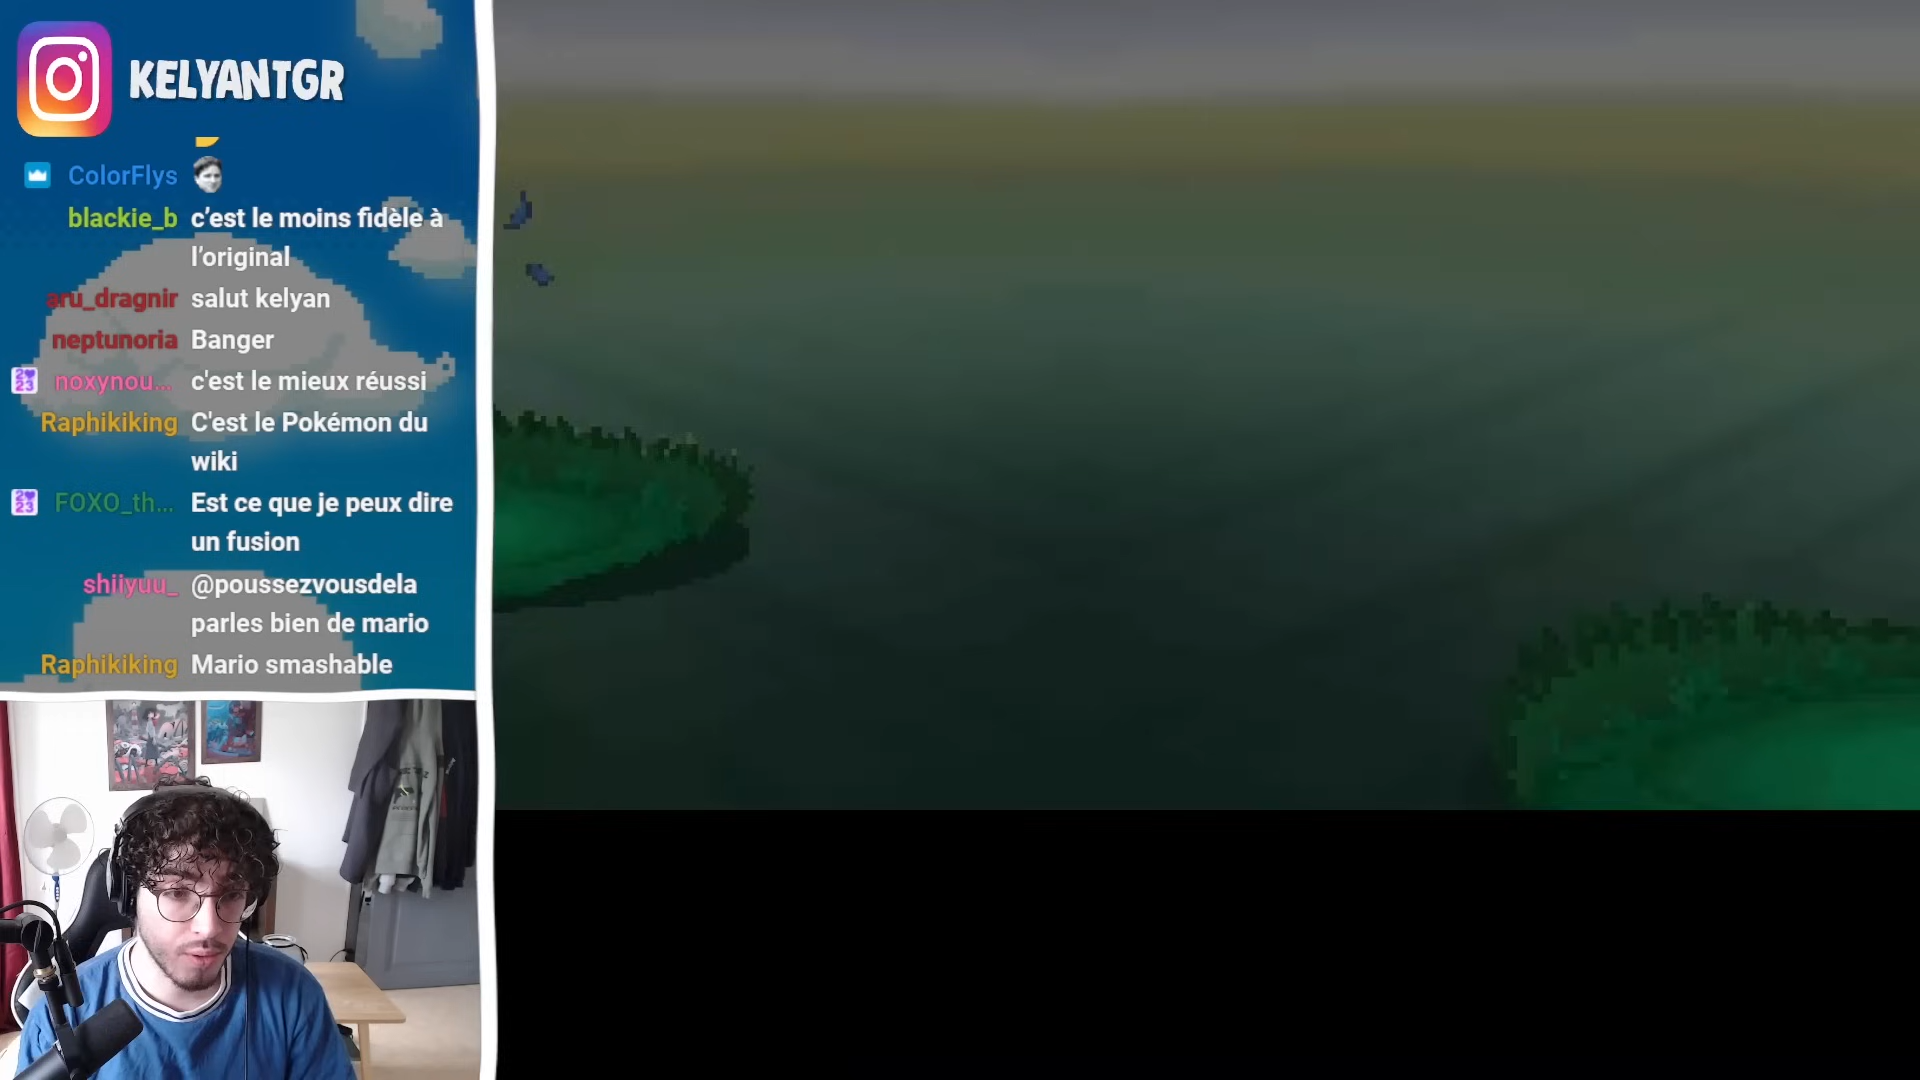 KELYANTGR
ColorFlys
blackie_b c’est le moins fidèle à
l’original
aru_dragnir salut kelyan
neptunoria Banger
noxynou... c'est le mieux réussi
Raphikiking C'est le Pokémon du
wiki
FOXO_th... Est ce que je peux dire
un fusion
shiiyuu_ @poussezvousdela
parles bien de mario
Raphikiking Mario smashable